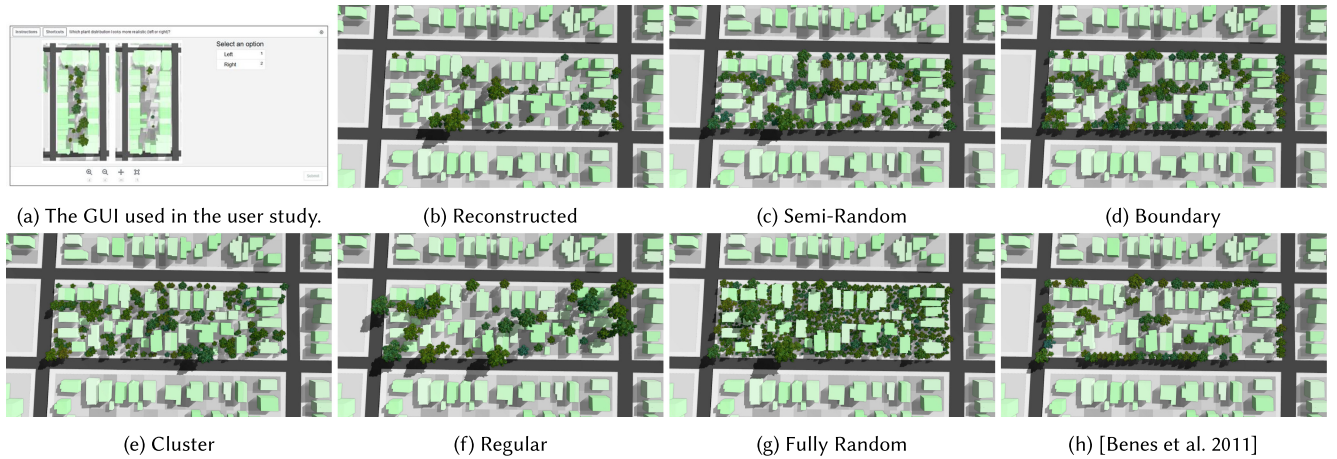 Instructions Shortcuts Which plant distribution looks more realistic (left or right)?
Select an option
Left 1
Right 2
Submit
(a) The GUI used in the user study.
(b) Reconstructed
(c) Semi-Random
(d) Boundary
(e) Cluster
(f) Regular
(g) Fully Random
(h) [Benes et al. 2011]